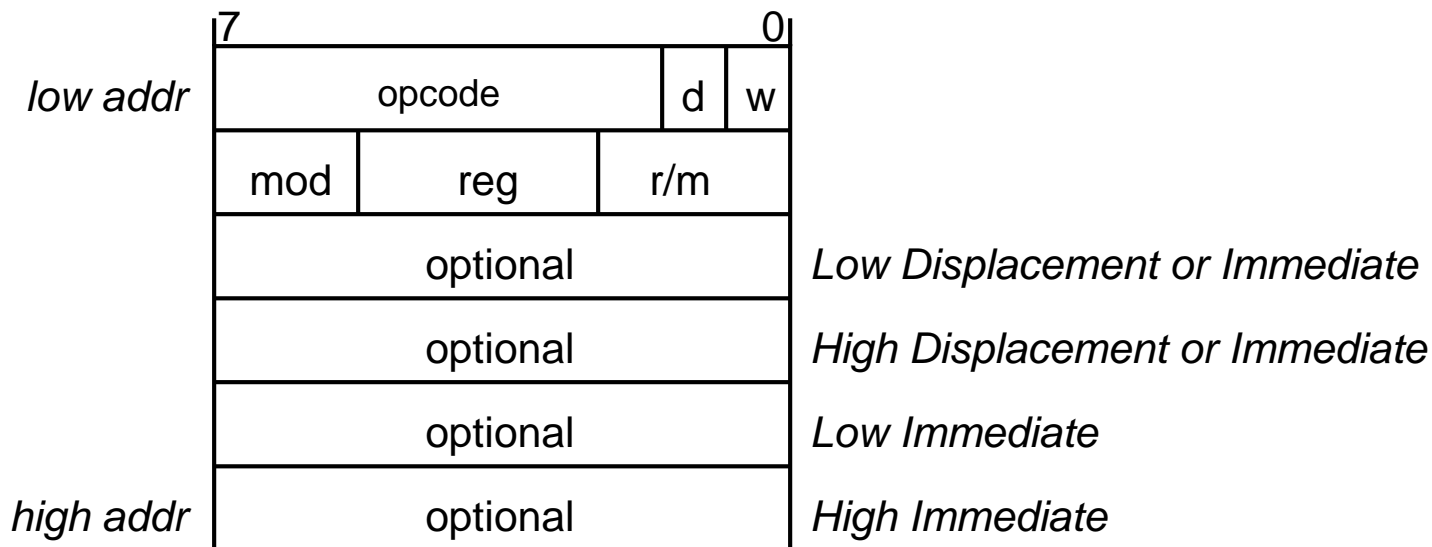 7 0
low addr opcode d w
mod reg r/m
optional Low Displacement or Immediate
optional High Displacement or Immediate
optional Low Immediate
high addr optional High Immediate